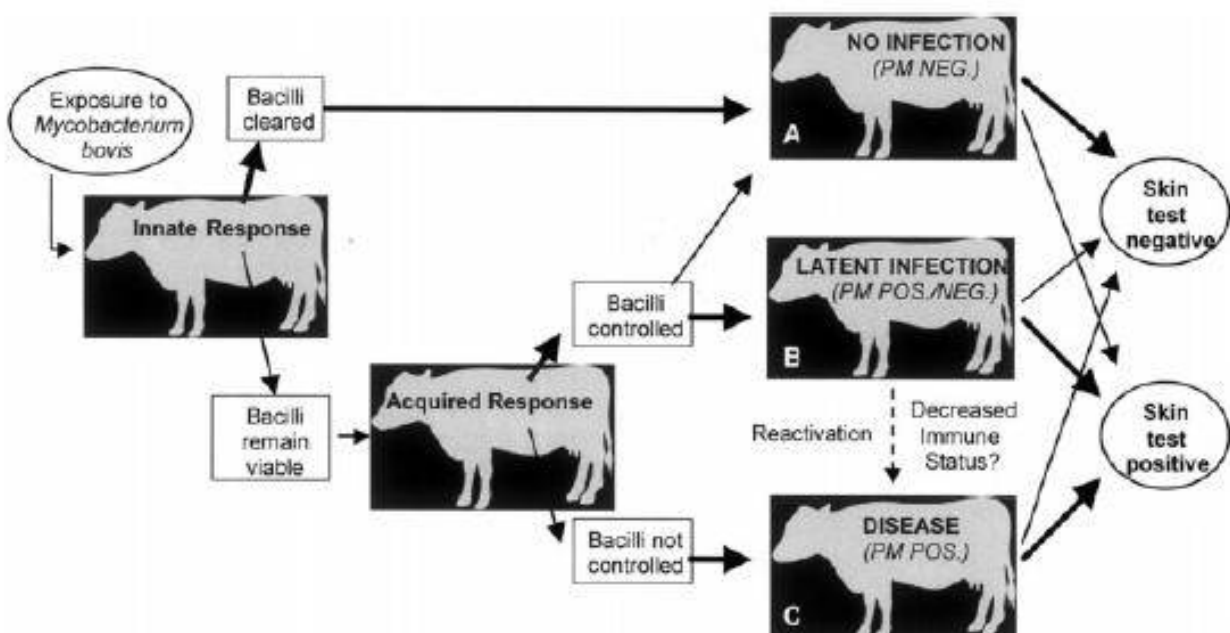 Exposure to
Mycobacterium
bovis
Bacilli
cleared
Innate Response
Bacilli
remain
viable
Acquired Response
Bacilli
controlled
Bacilli not
controlled
NO INFECTION
(PM NEG.)
A
LATENT INFECTION
(PM POS./NEG.)
B
Reactivation
Decreased
Immune
Status?
DISEASE
(PM POS.)
C
Skin
test
negative
Skin
test
positive